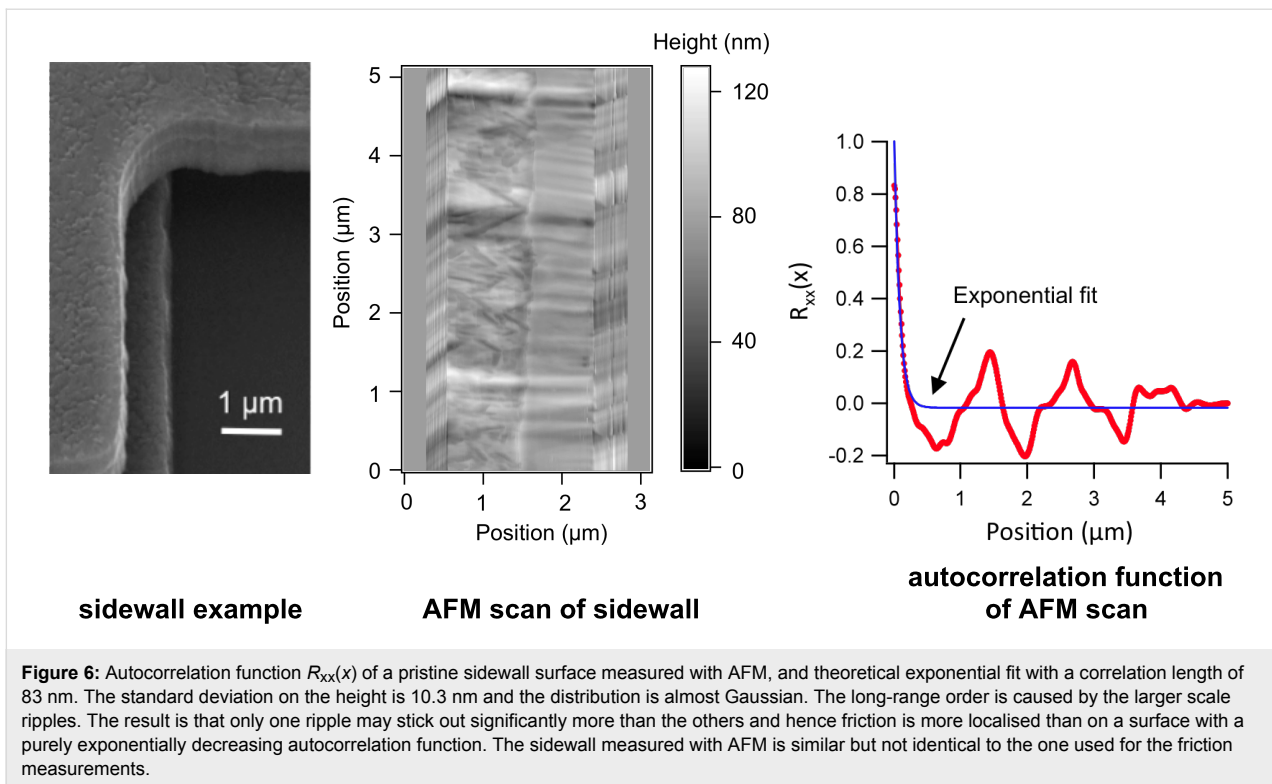 1 µm
Height (nm)
120
80
40
0
Position (µm)
5
4
3
2
1
0
0 1 2 3
Position (µm)
R_xx(x)
1.0
0.8
0.6
0.4
0.2
0.0
-0.2
Exponential fit
0 1 2 3 4 5
Position (µm)
sidewall example
AFM scan of sidewall
autocorrelation function
of AFM scan
Figure 6: Autocorrelation function Rxx(x) of a pristine sidewall surface measured with AFM, and theoretical exponential fit with a correlation length of
83 nm. The standard deviation on the height is 10.3 nm and the distribution is almost Gaussian. The long-range order is caused by the larger scale
ripples. The result is that only one ripple may stick out significantly more than the others and hence friction is more localised than on a surface with a
purely exponentially decreasing autocorrelation function. The sidewall measured with AFM is similar but not identical to the one used for the friction
measurements.